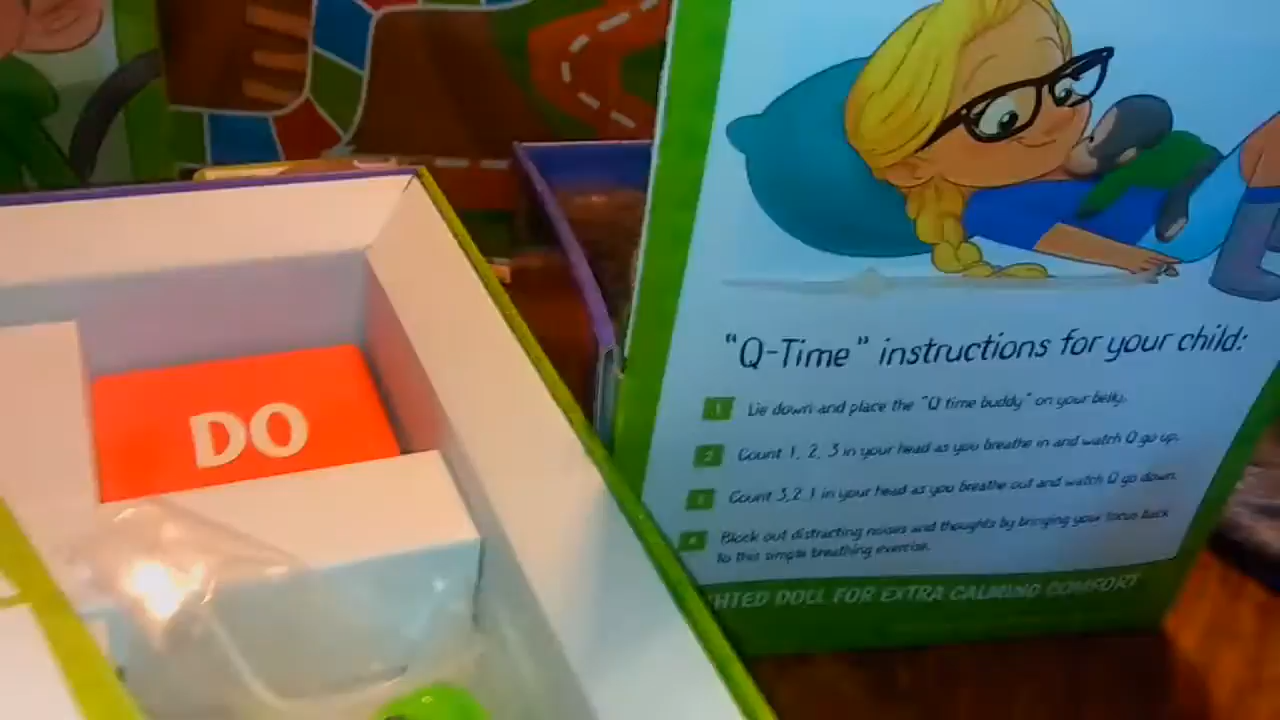 DO
"Q-Time" instructions for your child:
1 Lie down and place the "Q time buddy" on your belly.
2 Count 1, 2, 3 in your head as you breathe in and watch Q go up.
3 Count 3,2,1 in your head as you breathe out and watch Q go down.
4 Block out distracting noises and thoughts by bringing your focus back
to this simple breathing exercise.
HTED DOLL FOR EXTRA CALMING COMFORT